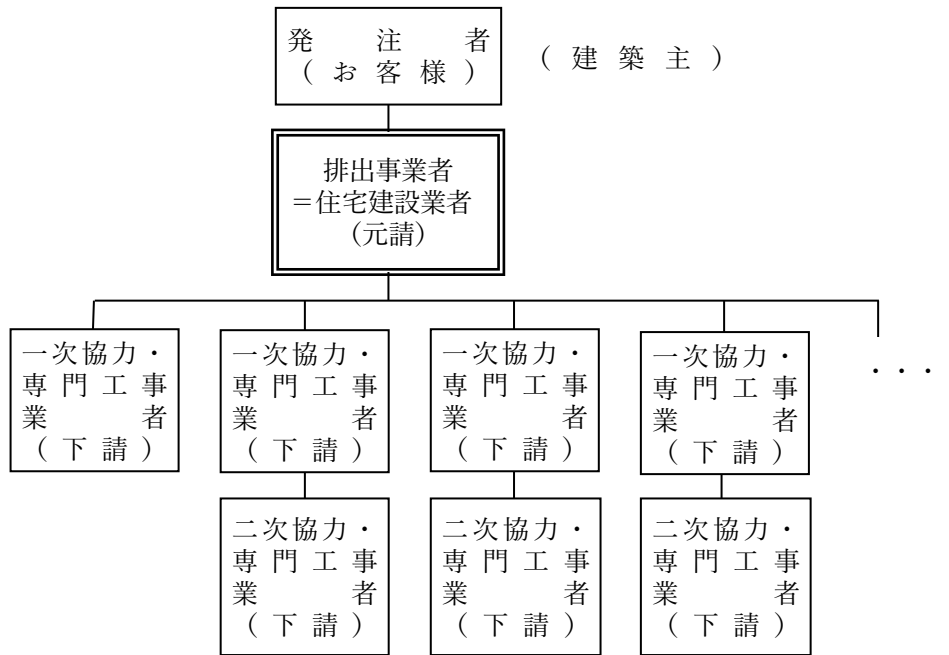 発注者
（お客様）
（建築主）
排出事業者
＝住宅建設業者
（元請）
一次協力・
専門工事
業者
（下請）
一次協力・
専門工事
業者
（下請）
一次協力・
専門工事
業者
（下請）
一次協力・
専門工事
業者
（下請）
・・・
二次協力・
専門工事
業者
（下請）
二次協力・
専門工事
業者
（下請）
二次協力・
専門工事
業者
（下請）